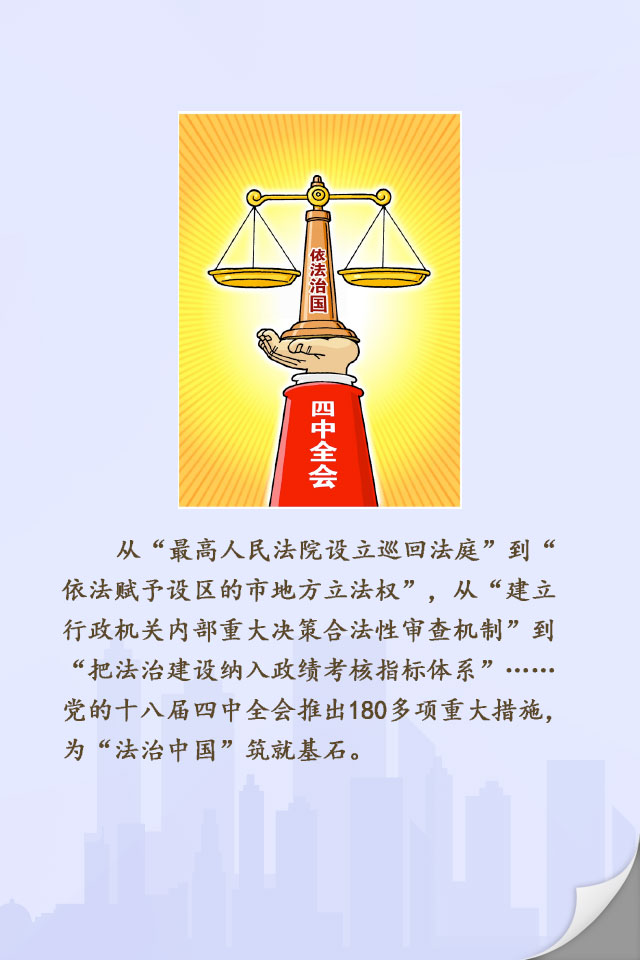 依法治国
四中全会
从“最高人民法院设立巡回法庭”到“
依法赋予设区的市地方立法权”，从“建立
行政机关内部重大决策合法性审查机制”到
“把法治建设纳入政绩考核指标体系”……
党的十八届四中全会推出180多项重大措施，
为“法治中国”筑就基石。